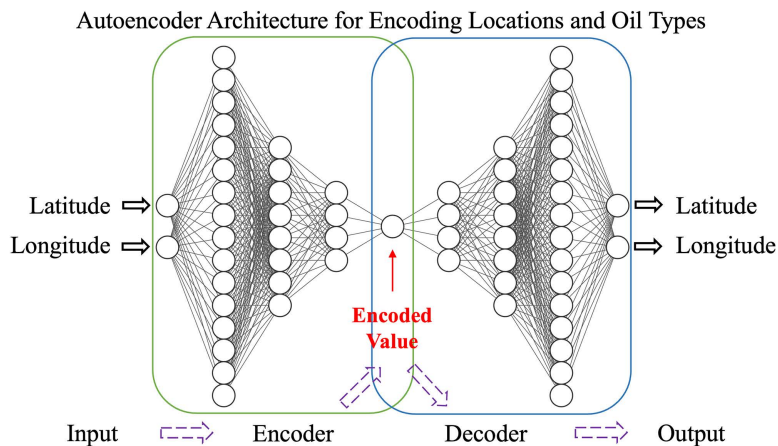 Autoencoder Architecture for Encoding Locations and Oil Types
Latitude
Longitude
Latitude
Longitude
Encoded
Value
Input
Encoder
Decoder
Output